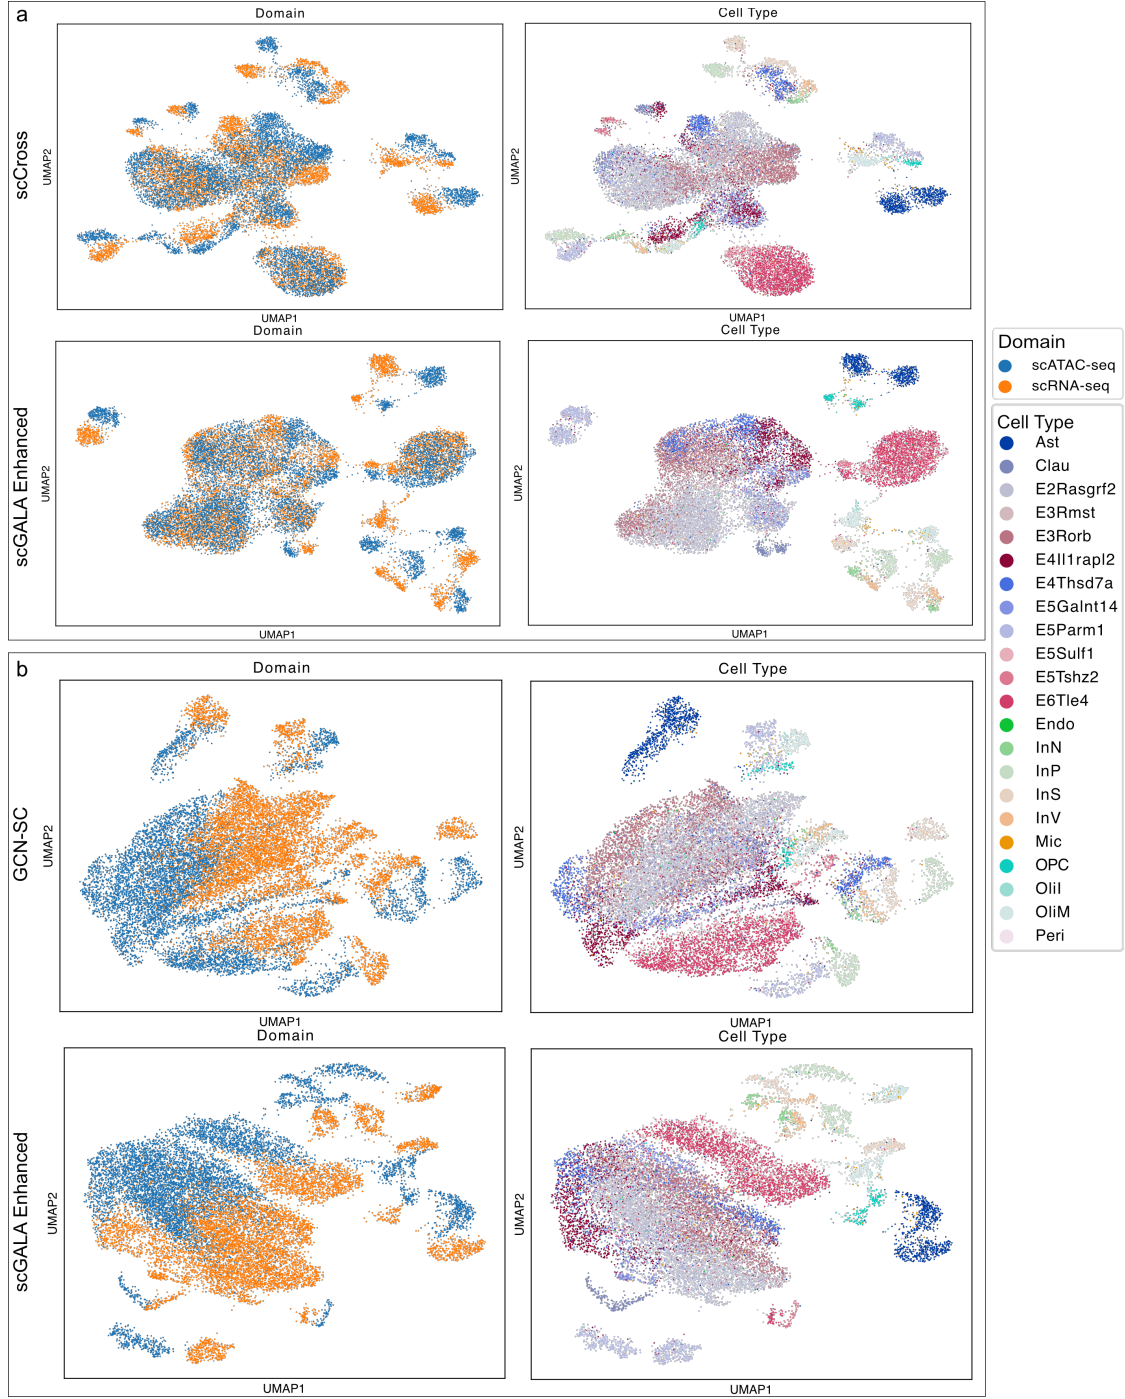 a
Domain
Cell Type
scCross
UMAP2
UMAP2
UMAP1
UMAP1
Domain
Cell Type
scGALA Enhanced
UMAP2
UMAP2
UMAP1
UMAP1
b
Domain
Cell Type
GCN-SC
UMAP2
UMAP2
UMAP1
UMAP1
Domain
Cell Type
scGALA Enhanced
UMAP2
UMAP2
UMAP1
UMAP1
Domain
scATAC-seq
scRNA-seq
Cell Type
Ast
Clau
E2Rasgrf2
E3Rmst
E3Rorb
E4Il1rapl2
E4Thsd7a
E5Galnt14
E5Parm1
E5Sulf1
E5Tshz2
E6Tle4
Endo
InN
InP
InS
InV
Mic
OPC
OliI
OliM
Peri